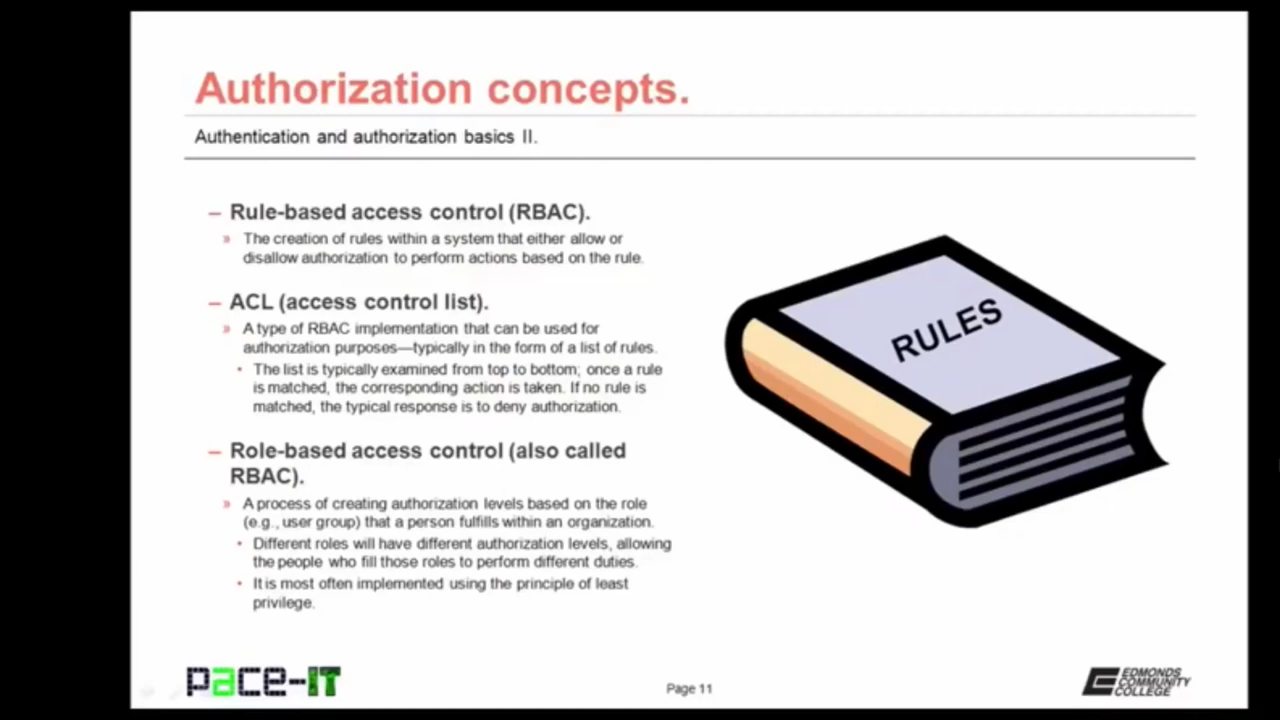 Authorization concepts.
Authentication and authorization basics II.
– Rule-based access control (RBAC).
» The creation of rules within a system that either allow or
disallow authorization to perform actions based on the rule.
– ACL (access control list).
» A type of RBAC implementation that can be used for
authorization purposes—typically in the form of a list of rules.
• The list is typically examined from top to bottom; once a rule
is matched, the corresponding action is taken. If no rule is
matched, the typical response is to deny authorization.
– Role-based access control (also called
RBAC).
» A process of creating authorization levels based on the role
(e.g., user group) that a person fulfills within an organization.
• Different roles will have different authorization levels, allowing
the people who fill those roles to perform different duties.
• It is most often implemented using the principle of least
privilege.
RULES
pace-IT
Page 11
EDMONDS
COMMUNITY
COLLEGE